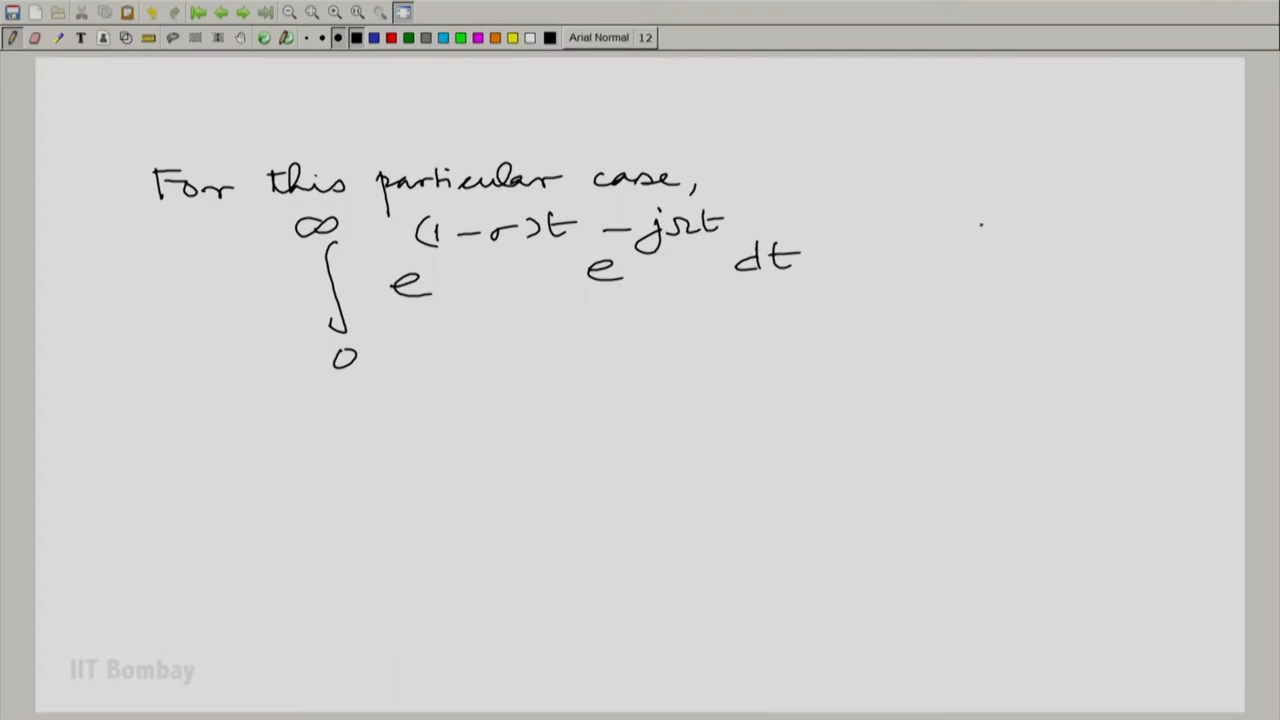 Arial Normal 12
For this particular case,
∫₀^∞ e^{(1-σ)t} e^{-jΩt} dt
IIT Bombay